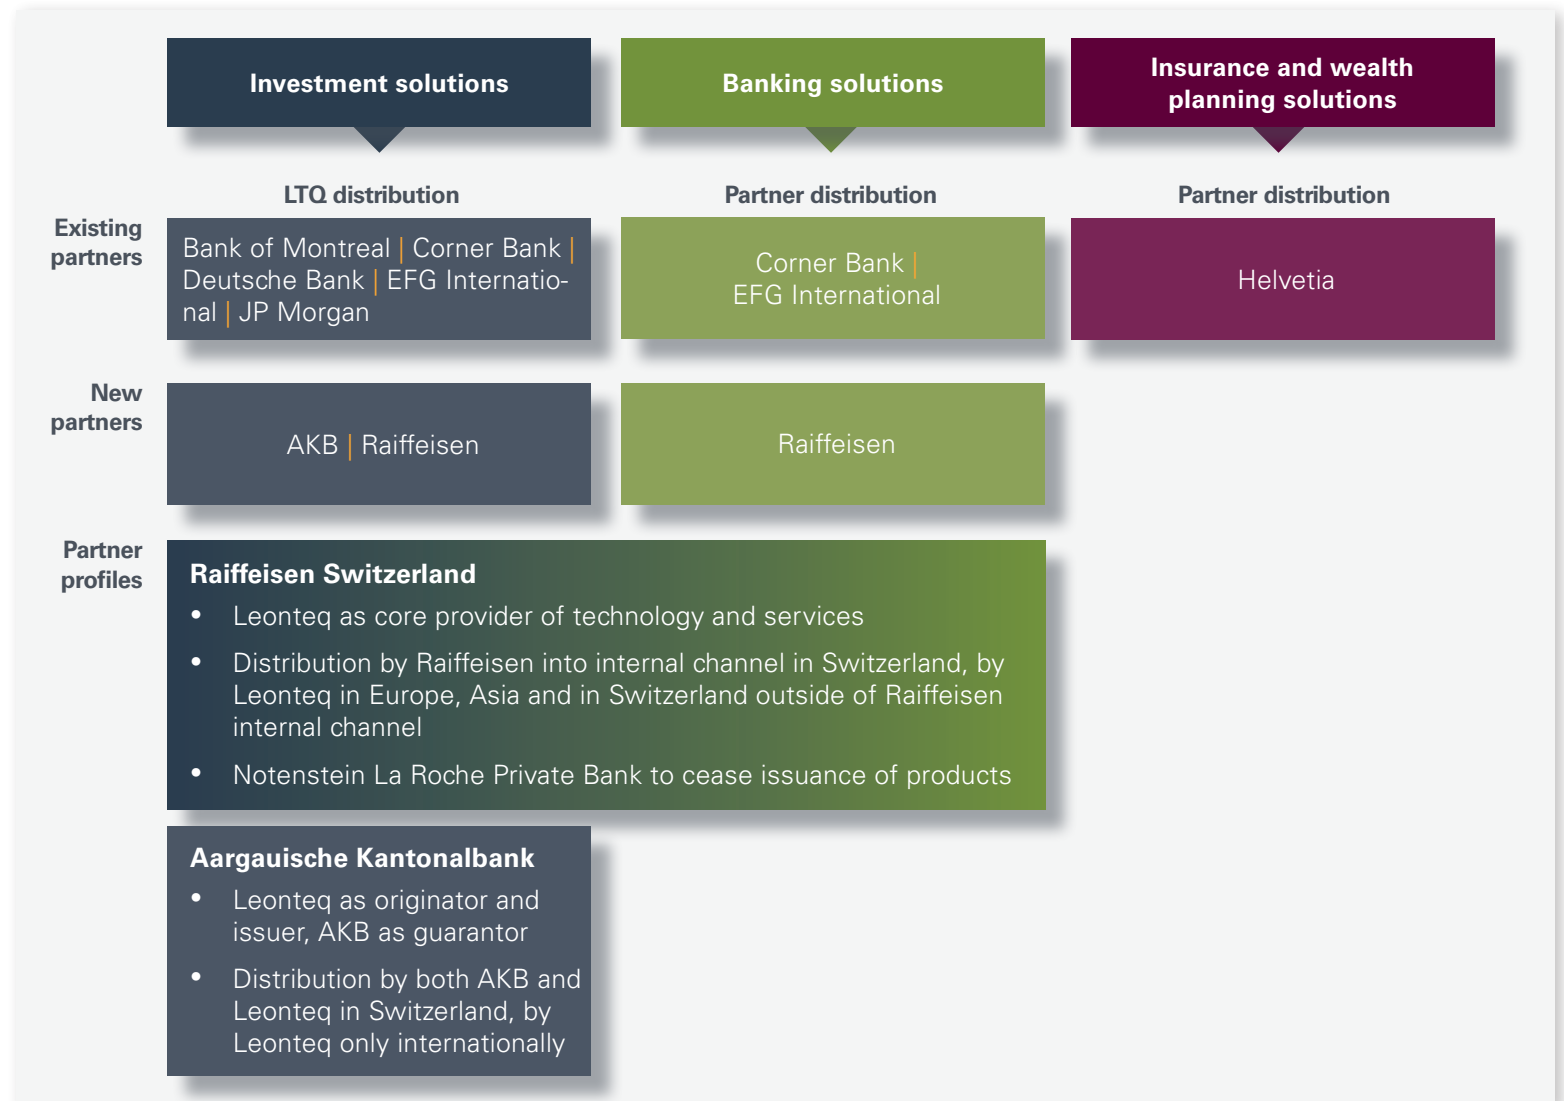 Investment solutions
Banking solutions
Insurance and wealth
planning solutions
LTQ distribution
Partner distribution
Partner distribution
Existing
partners
Bank of Montreal | Corner Bank |
Deutsche Bank | EFG Internatio-
nal | JP Morgan
Corner Bank |
EFG International
Helvetia
New
partners
AKB | Raiffeisen
Raiffeisen
Partner
profiles
Raiffeisen Switzerland
• Leonteq as core provider of technology and services
• Distribution by Raiffeisen into internal channel in Switzerland, by
Leonteq in Europe, Asia and in Switzerland outside of Raiffeisen
internal channel
• Notenstein La Roche Private Bank to cease issuance of products
Aargauische Kantonalbank
• Leonteq as originator and
issuer, AKB as guarantor
• Distribution by both AKB and
Leonteq in Switzerland, by
Leonteq only internationally